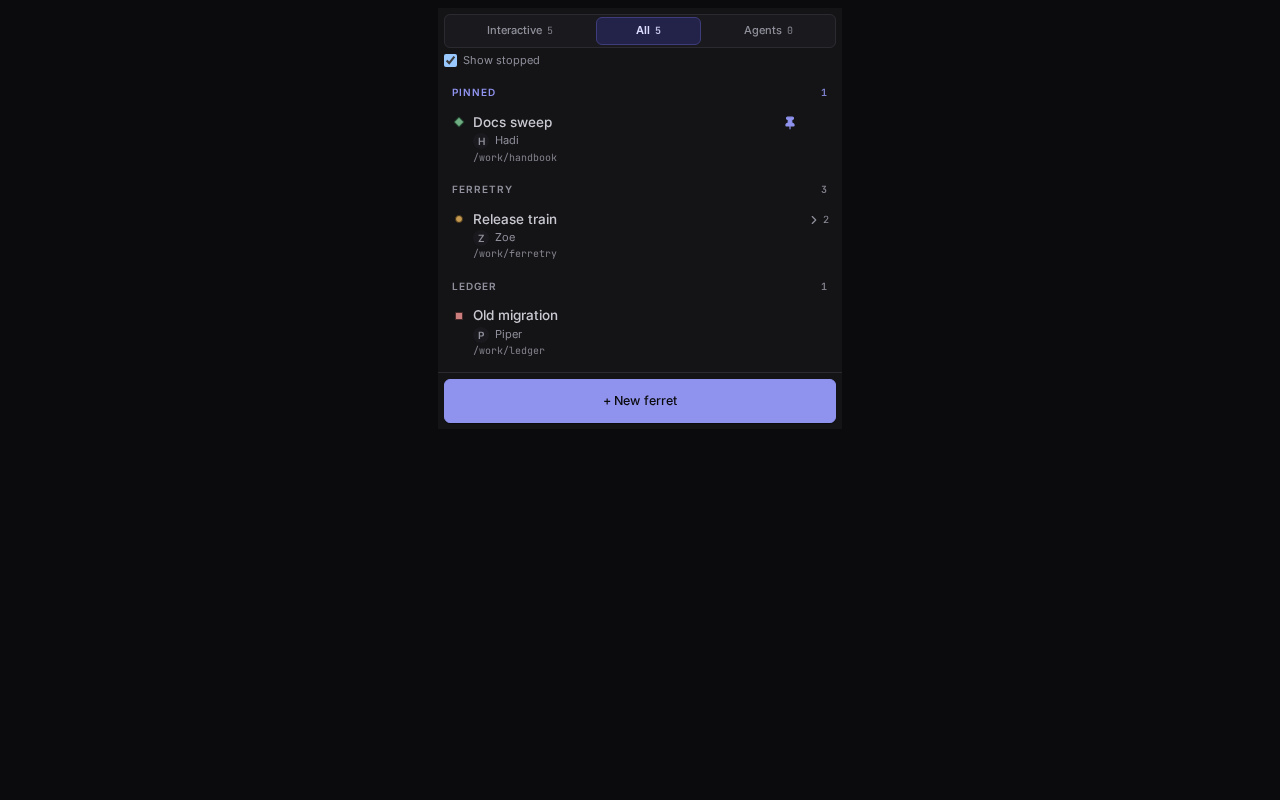 Interactive 5 All 5 Agents 0
Show stopped
PINNED 1
Docs sweep
H Hadi
/work/handbook
FERRETRY 3
Release train 2
Z Zoe
/work/ferretry
LEDGER 1
Old migration
P Piper
/work/ledger
+ New ferret